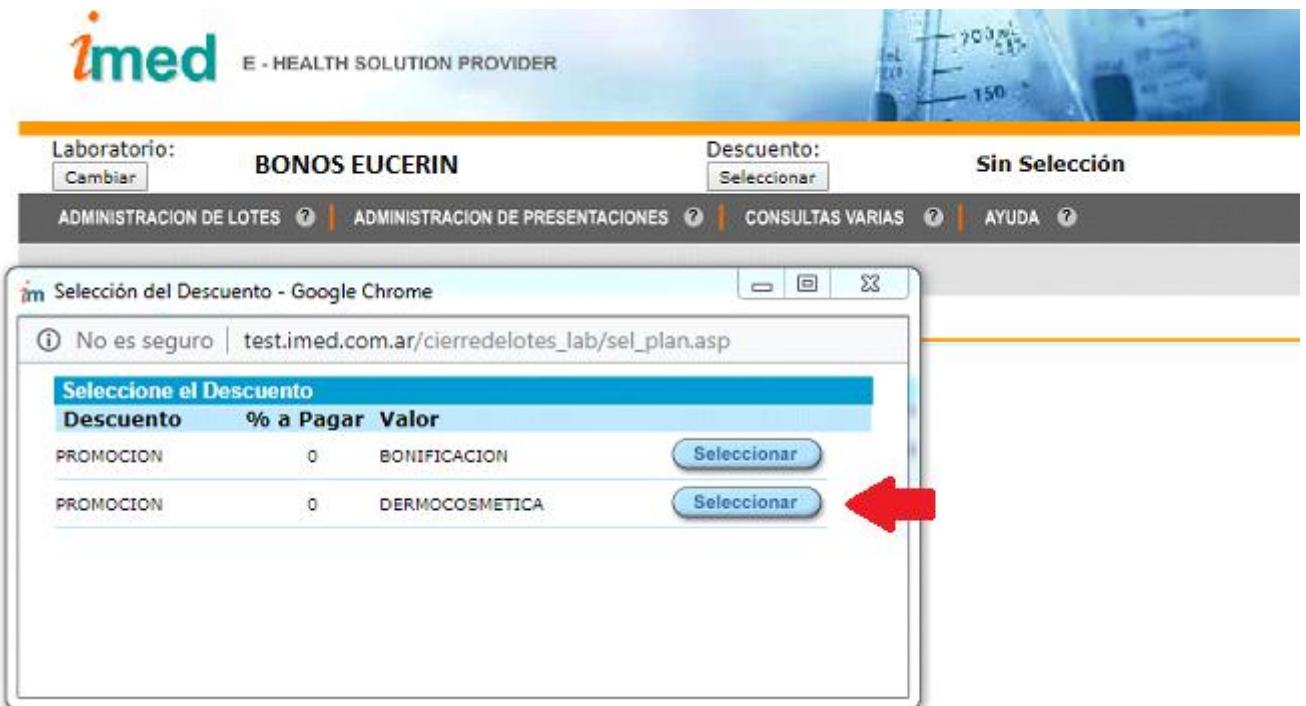 imed E - HEALTH SOLUTION PROVIDER
150
Laboratorio: BONOS EUCERIN Descuento: Sin Selección
Cambiar Seleccionar
ADMINISTRACION DE LOTES ? ADMINISTRACION DE PRESENTACIONES ? CONSULTAS VARIAS ? AYUDA ?
im Selección del Descuento - Google Chrome
No es seguro | test.imed.com.ar/cierredelotes_lab/sel_plan.asp
Seleccione el Descuento
Descuento % a Pagar Valor
PROMOCION 0 BONIFICACION Seleccionar
PROMOCION 0 DERMOCOSMETICA Seleccionar